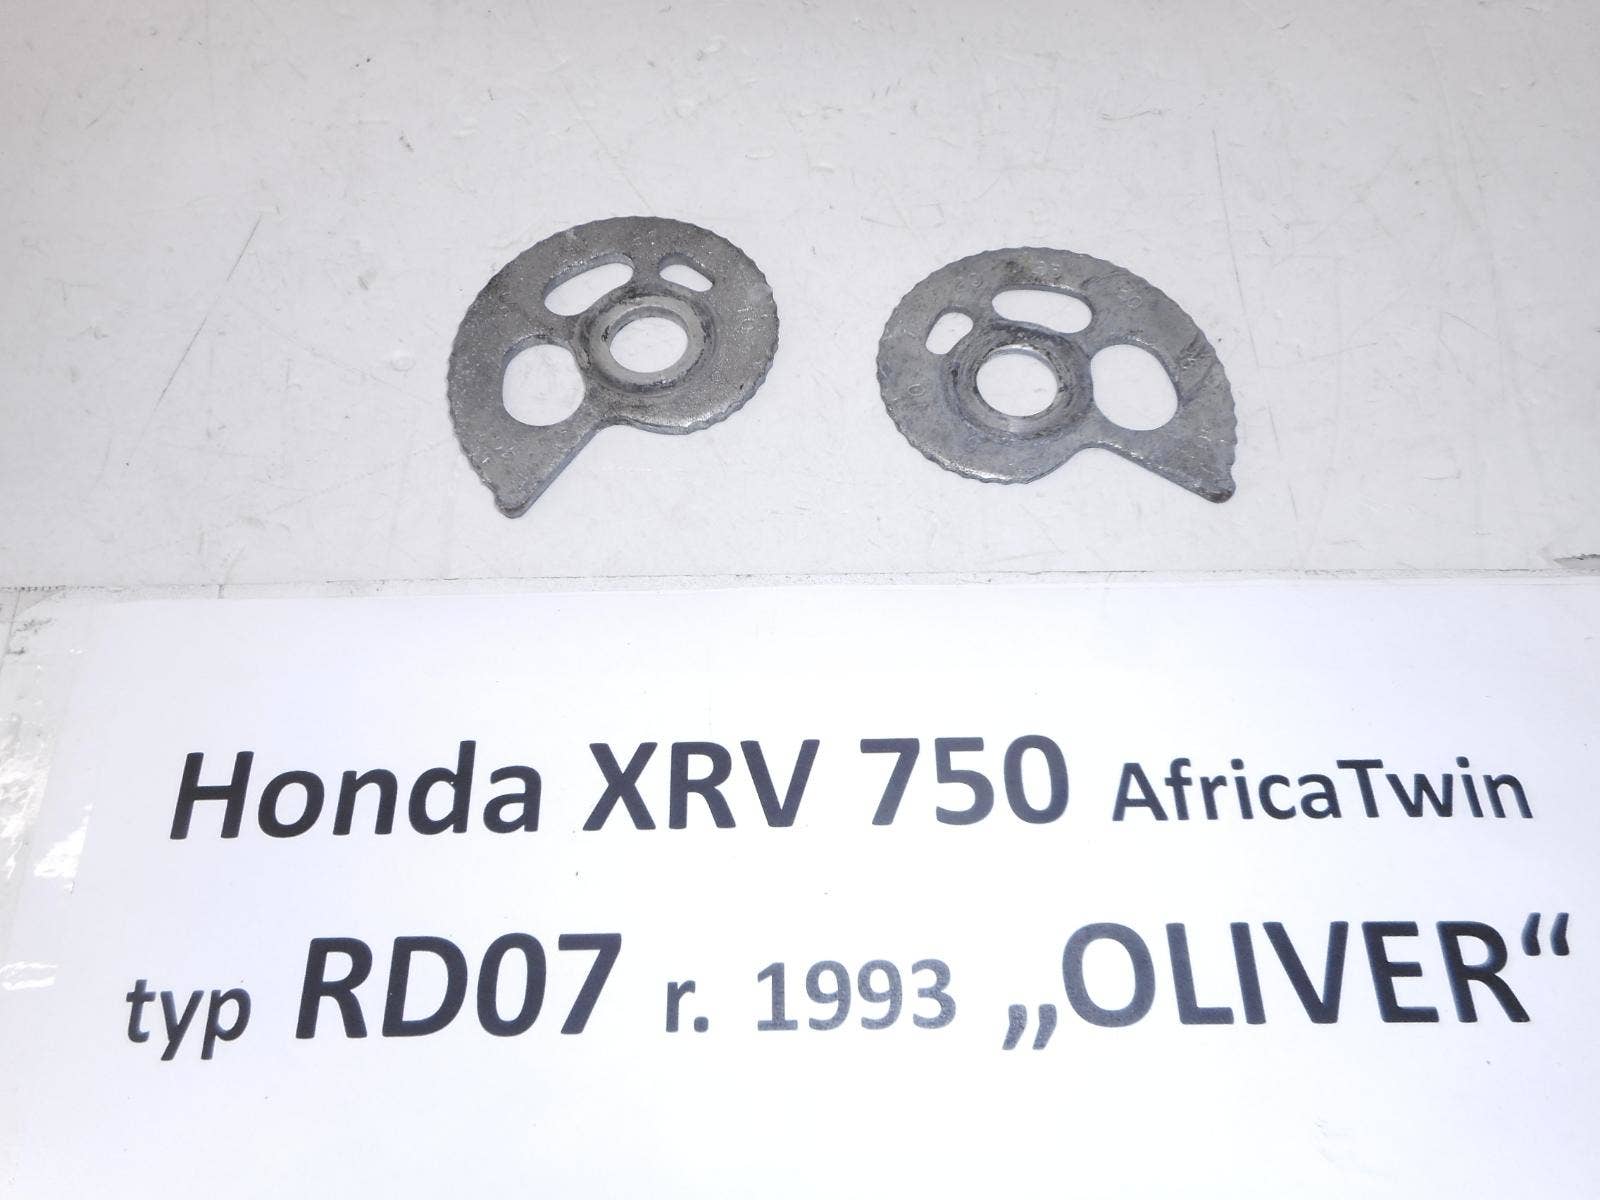 Honda XRV 750 AfricaTwin
typ RD07 r. 1993 „OLIVER“